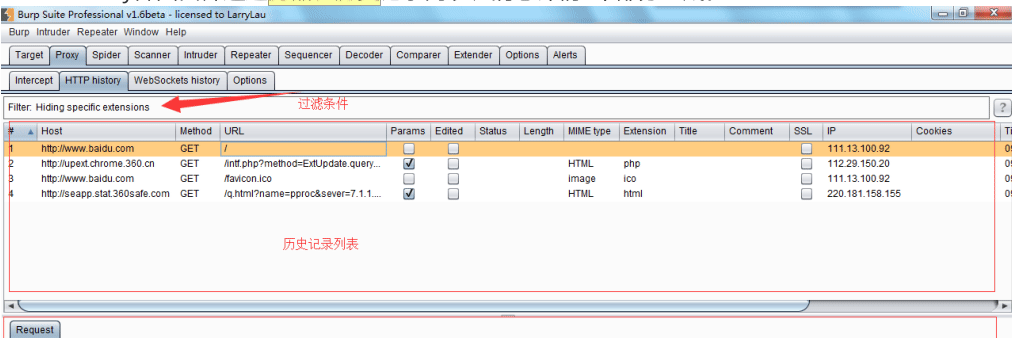 Burp Suite Professional v1.6beta - licensed to LarryLau
Burp Intruder Repeater Window Help
Target Proxy Spider Scanner Intruder Repeater Sequencer Decoder Comparer Extender Options Alerts
Intercept HTTP history WebSockets history Options
Filter: Hiding specific extensions 过滤条件 ?
# Host Method URL Params Edited Status Length MIME type Extension Title Comment SSL IP Cookies
1 http://www.baidu.com GET / 111.13.100.92
2 http://upext.chrome.360.cn GET /intf.php?method=ExtUpdate.query... HTML php 112.29.150.20
3 http://www.baidu.com GET /favicon.ico image ico 111.13.100.92
4 http://seapp.stat.360safe.com GET /q.html?name=pproc&sever=7.1.1.... HTML html 220.181.158.155
历史记录列表
Request